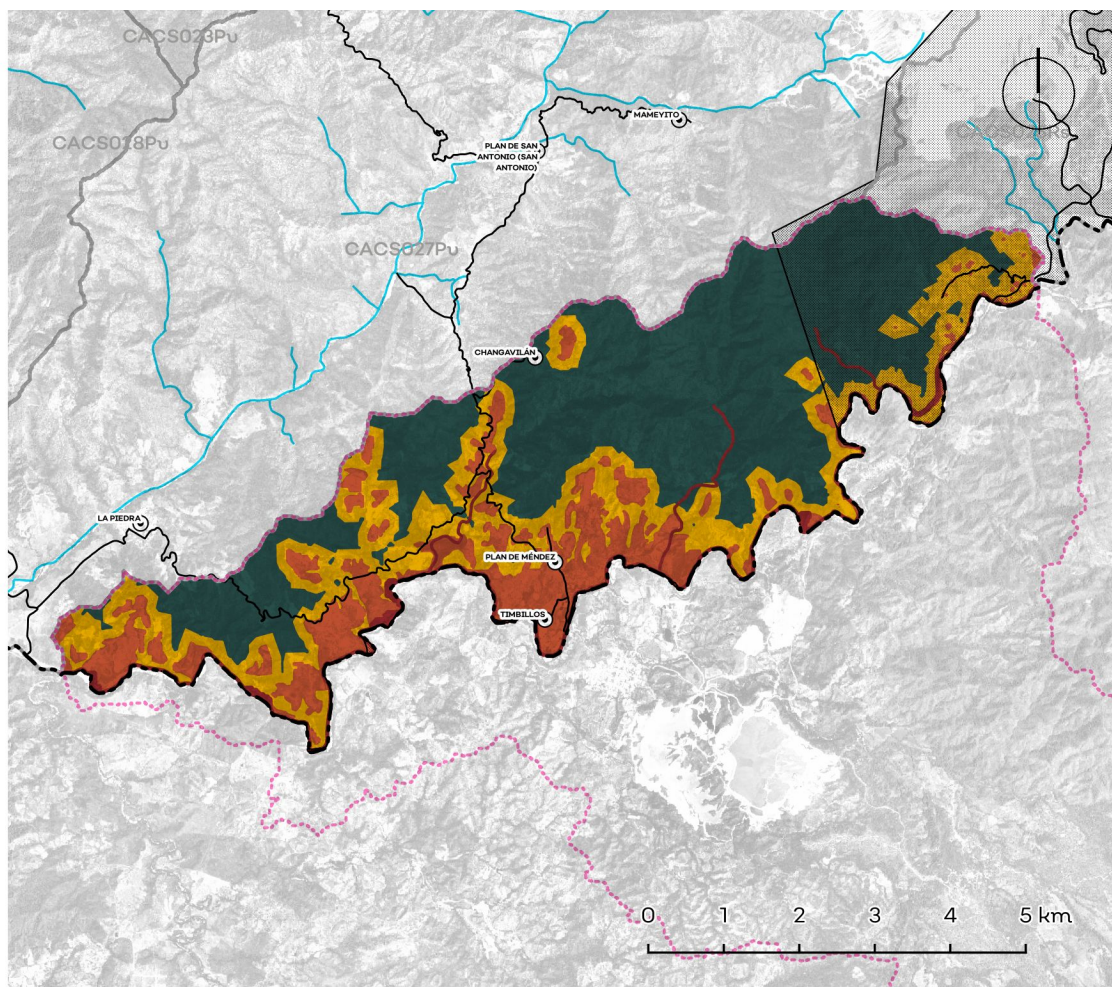 CACS023Pu
MAMEYITO
CACS018Pu
PLAN DE SAN
ANTONIO (SAN
ANTONIO)
CACS027Pu
CHANGAVILÁN
LA PIEDRA
PLAN DE MÉNDEZ
TIMBILLOS
0 1 2 3 4 5 km